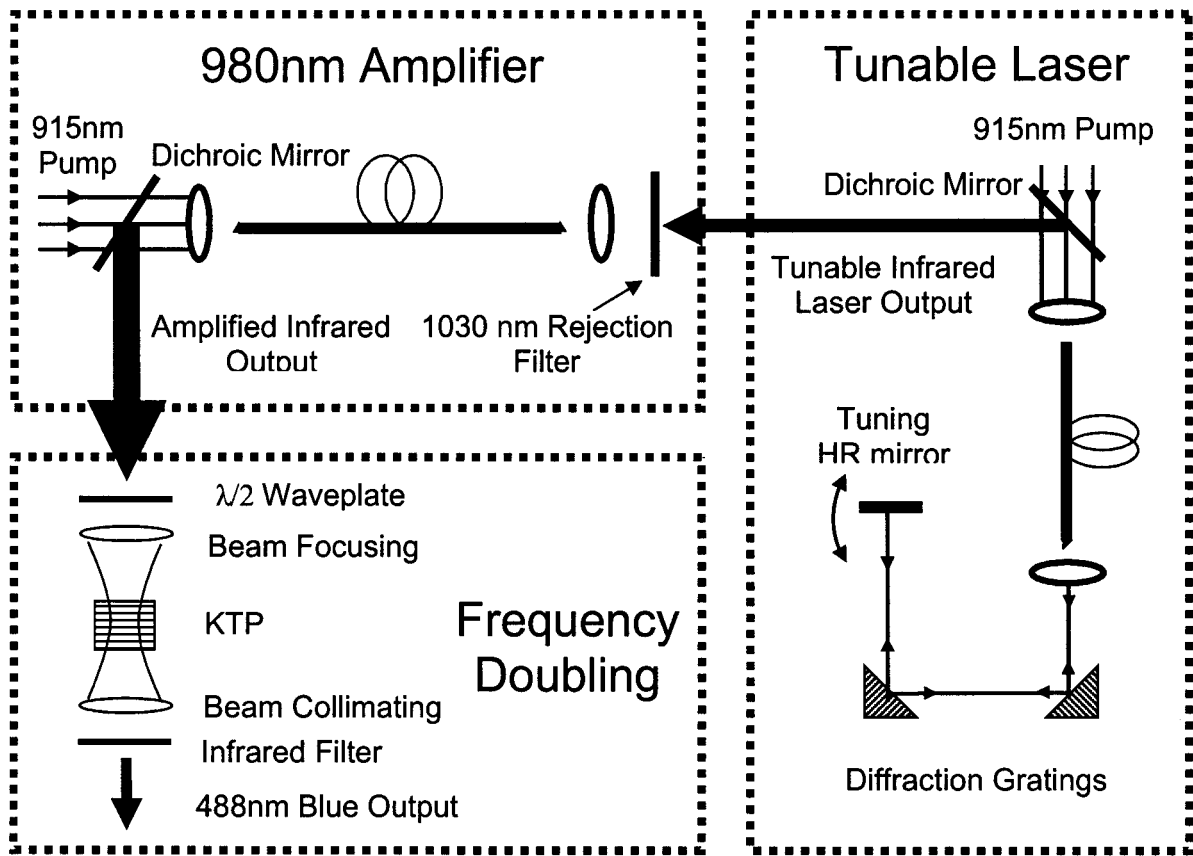 980nm Amplifier
915nm
Pump
Dichroic Mirror
Amplified Infrared
Output
1030 nm Rejection
Filter
Tunable Laser
915nm Pump
Dichroic Mirror
Tunable Infrared
Laser Output
Tuning
HR mirror
Diffraction Gratings
λ/2 Waveplate
Beam Focusing
KTP
Frequency
Doubling
Beam Collimating
Infrared Filter
488nm Blue Output